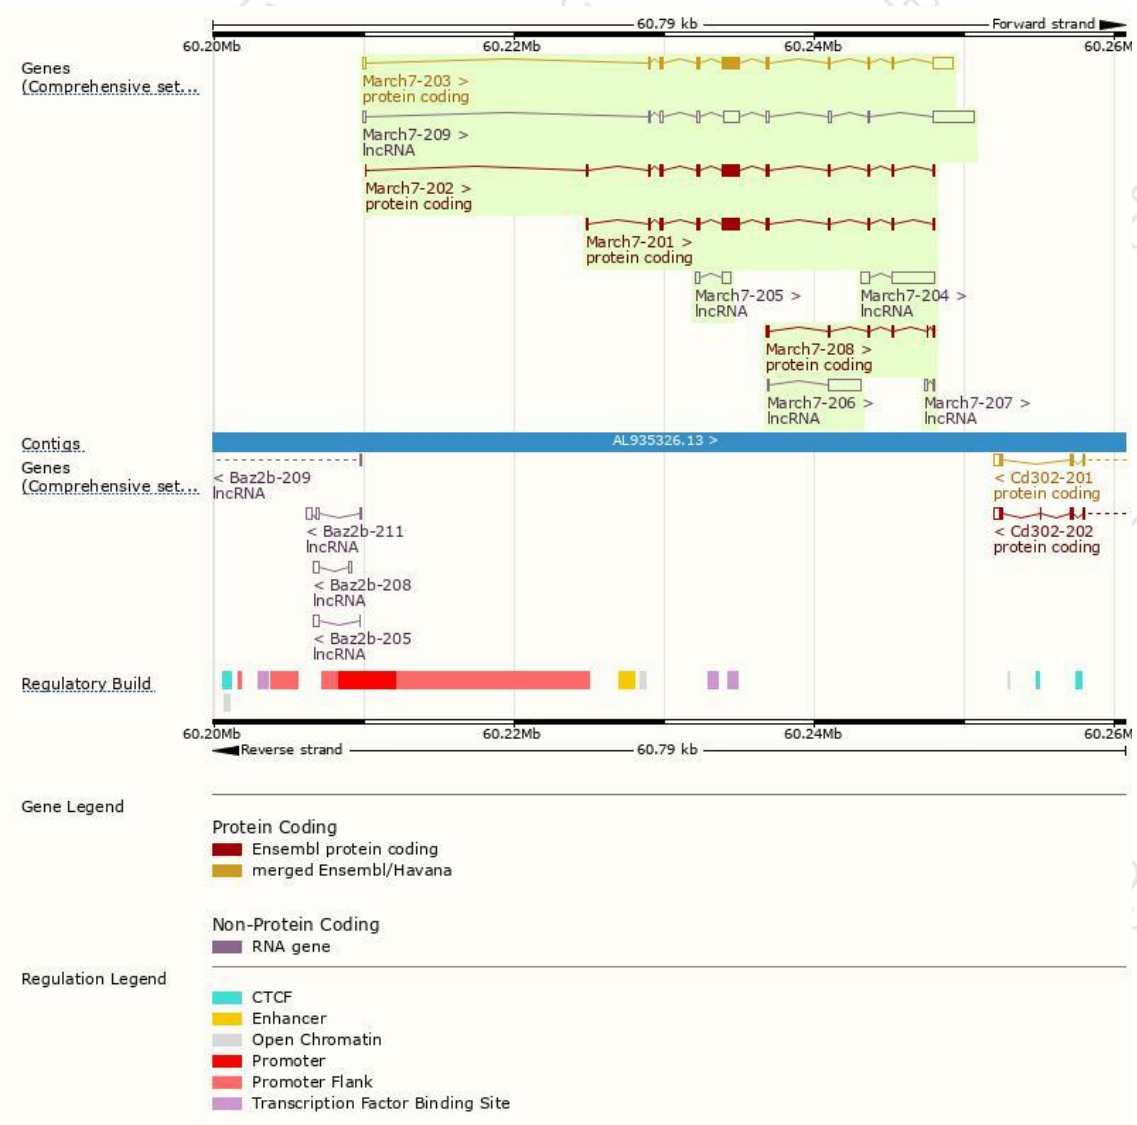 60.79 kb
Forward strand
60.20Mb
60.22Mb
60.24Mb
60.26M
Genes
(Comprehensive set...
March7-203 >
protein coding
March7-209 >
lncRNA
March7-202 >
protein coding
March7-201 >
protein coding
March7-205 >
lncRNA
March7-204 >
lncRNA
March7-208 >
protein coding
March7-206 >
lncRNA
March7-207 >
lncRNA
Contigs
AL935326.13 >
Genes
(Comprehensive set...
< Baz2b-209
lncRNA
< Cd302-201
protein coding
< Baz2b-211
lncRNA
< Cd302-202
protein coding
< Baz2b-208
lncRNA
< Baz2b-205
lncRNA
Regulatory Build
60.20Mb
60.22Mb
60.24Mb
60.26M
Reverse strand
60.79 kb
Gene Legend
Protein Coding
Ensembl protein coding
merged Ensembl/Havana
Non-Protein Coding
RNA gene
Regulation Legend
CTCF
Enhancer
Open Chromatin
Promoter
Promoter Flank
Transcription Factor Binding Site